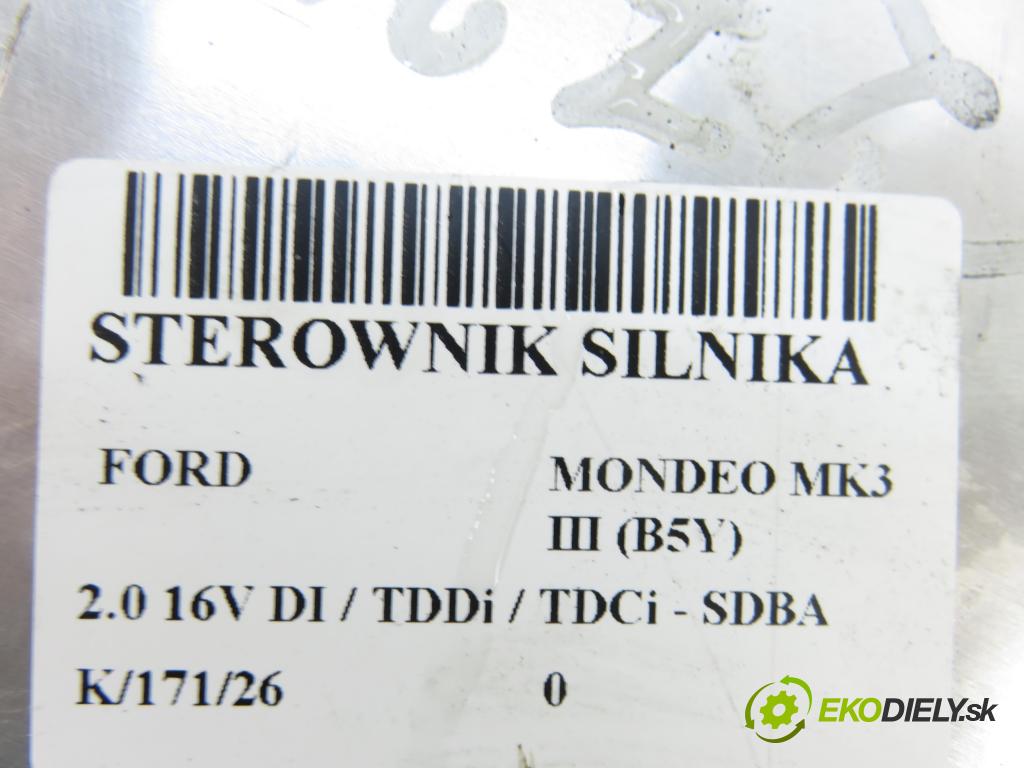 STEROWNIK SILNIKA
FORD
MONDEO MK3
III (B5Y)
2.0 16V DI / TDDi / TDCi - SDBA
K/171/26 0
EKODIELY.sk